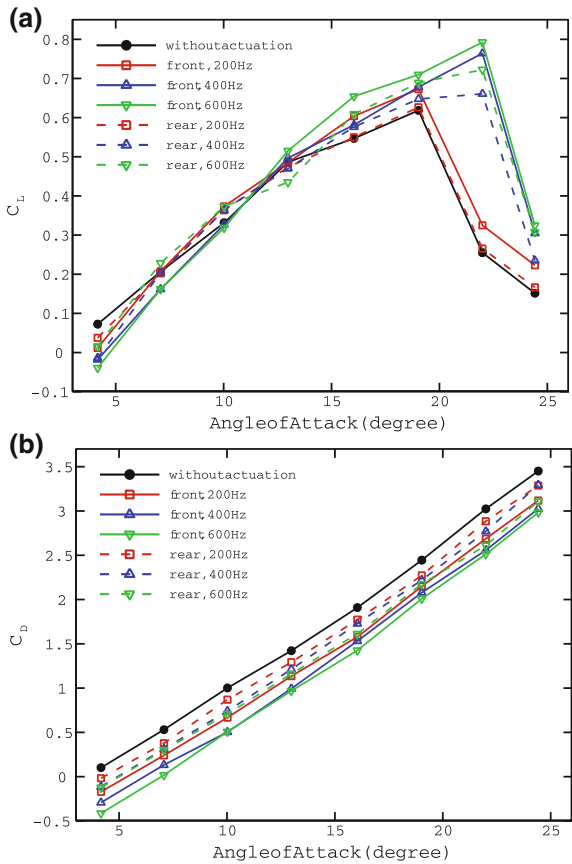 (a)
0.8
0.7
0.6
0.5
0.4
0.3
0.2
0.1
0
-0.1
C_L
withoutactuation
front,200Hz
front,400Hz
front,600Hz
rear,200Hz
rear,400Hz
rear,600Hz
5
10
15
20
25
AngleofAttack(degree)
(b)
3.5
3
2.5
2
1.5
1
0.5
0
-0.5
C_D
withoutactuation
front,200Hz
front,400Hz
front,600Hz
rear,200Hz
rear,400Hz
rear,600Hz
5
10
15
20
25
AngleofAttack(degree)